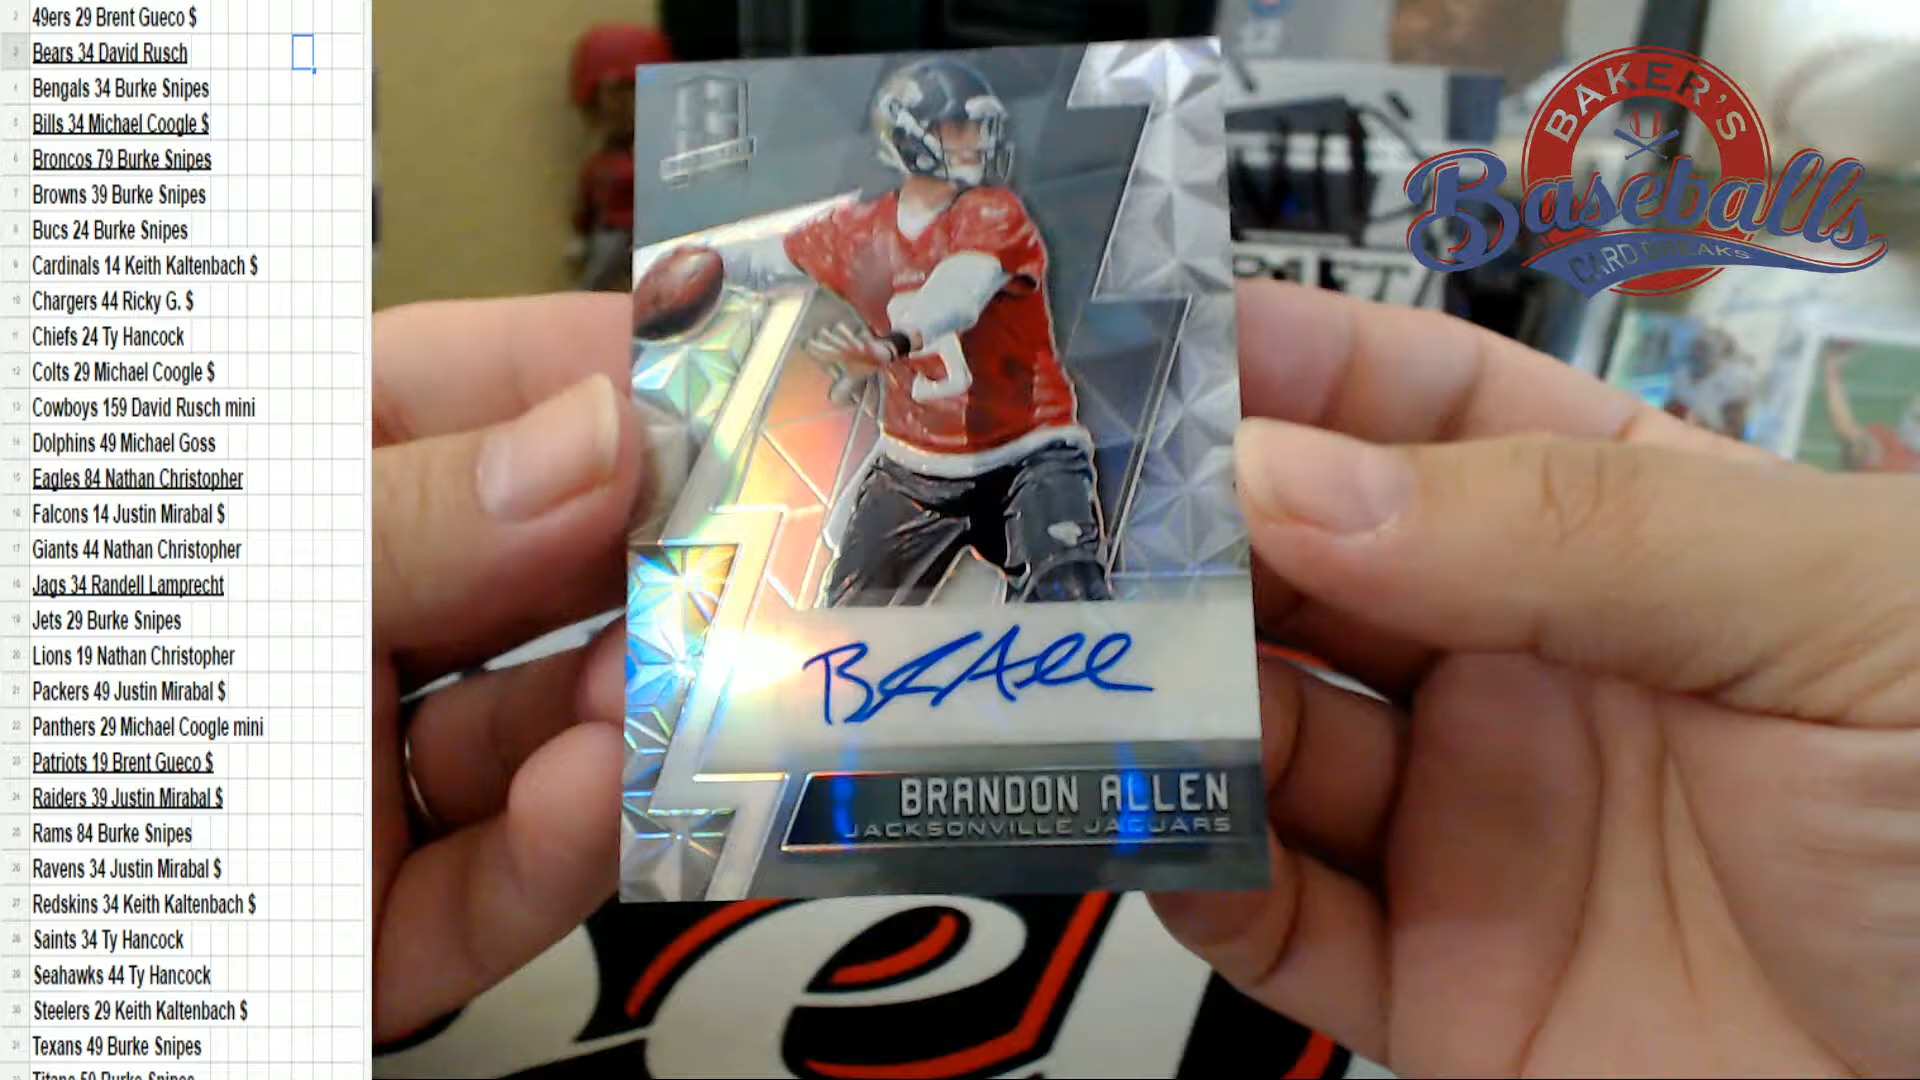 49ers 29 Brent Gueco $
Bears 34 David Rusch
Bengals 34 Burke Snipes
Bills 34 Michael Coogle $
Broncos 79 Burke Snipes
Browns 39 Burke Snipes
Bucs 24 Burke Snipes
Cardinals 14 Keith Kaltenbach $
Chargers 44 Ricky G. $
Chiefs 24 Ty Hancock
Colts 29 Michael Coogle $
Cowboys 159 David Rusch mini
Dolphins 49 Michael Goss
Eagles 84 Nathan Christopher
Falcons 14 Justin Mirabal $
Giants 44 Nathan Christopher
Jags 34 Randell Lamprecht
Jets 29 Burke Snipes
Lions 19 Nathan Christopher
Packers 49 Justin Mirabal $
Panthers 29 Michael Coogle mini
Patriots 19 Brent Gueco $
Raiders 39 Justin Mirabal $
Rams 84 Burke Snipes
Ravens 34 Justin Mirabal $
Redskins 34 Keith Kaltenbach $
Saints 34 Ty Hancock
Seahawks 44 Ty Hancock
Steelers 29 Keith Kaltenbach $
Texans 49 Burke Snipes
BAKER'S
Baseballs
CARD BREAKS
5
B Allen
BRANDON ALLEN
JACKSONVILLE JAGUARS